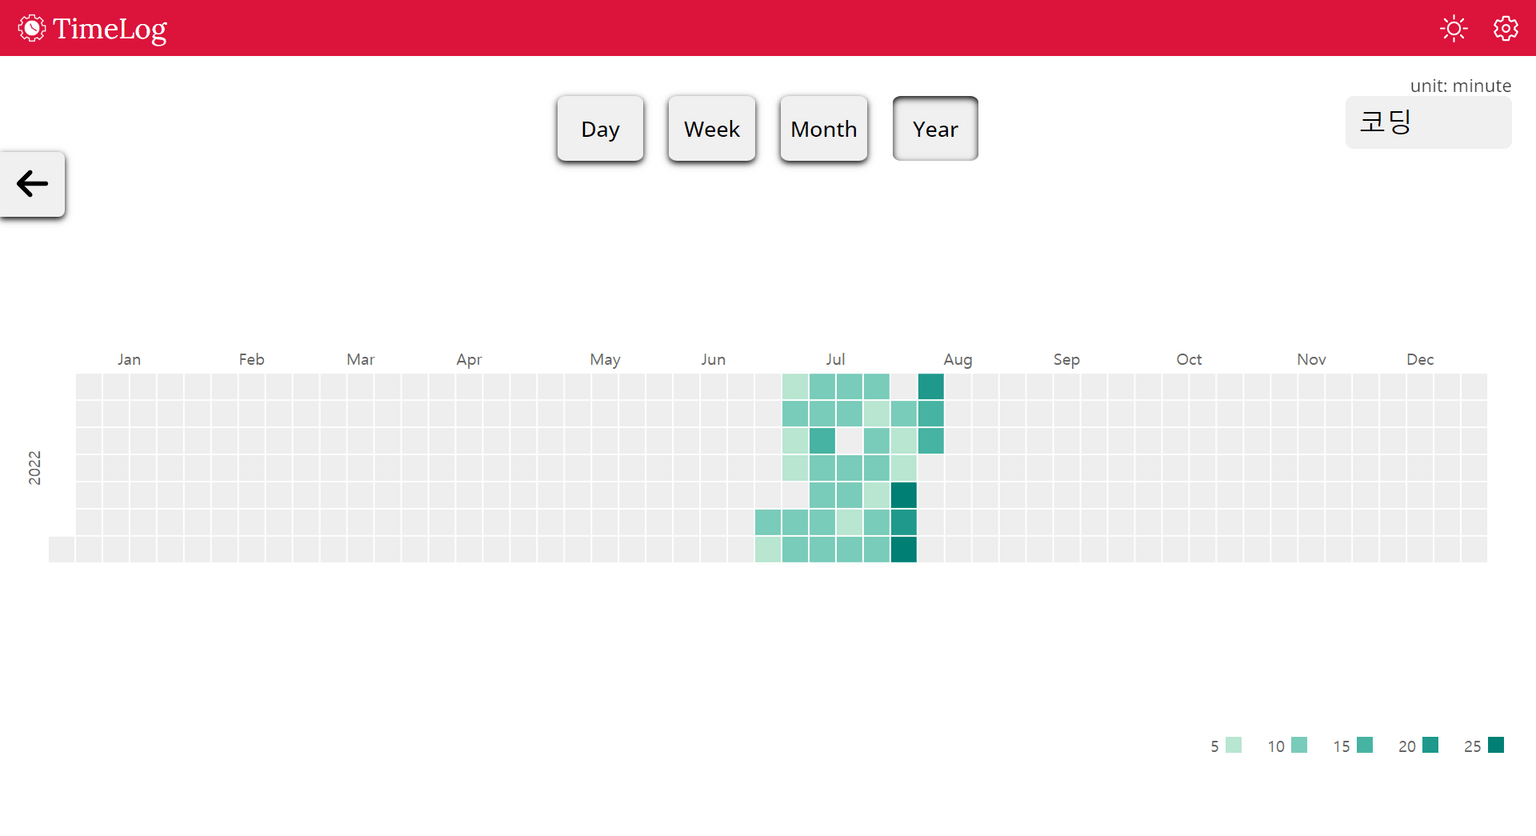 TimeLog
unit: minute
Day Week Month Year
코딩
Jan Feb Mar Apr May Jun Jul Aug Sep Oct Nov Dec
2022
5 10 15 20 25